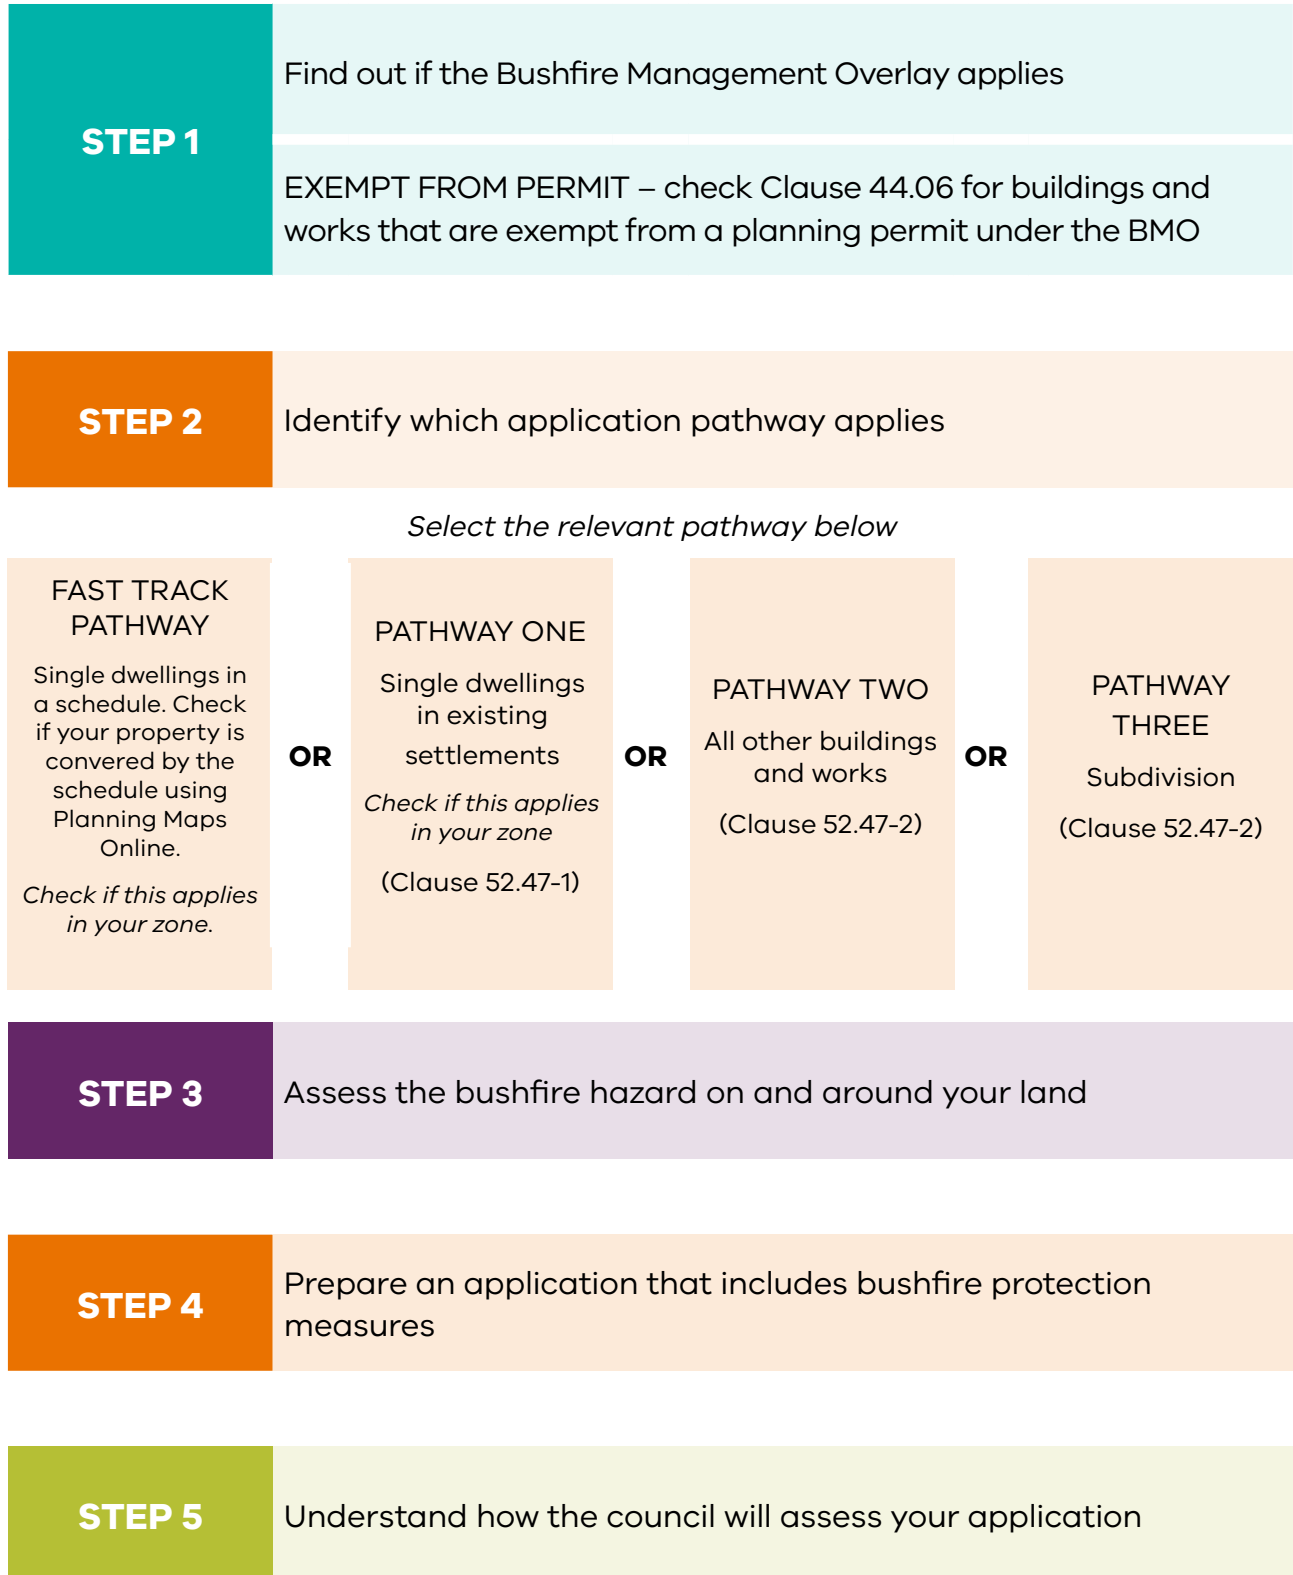 STEP 1
Find out if the Bushfire Management Overlay applies
EXEMPT FROM PERMIT – check Clause 44.06 for buildings and
works that are exempt from a planning permit under the BMO
STEP 2
Identify which application pathway applies
Select the relevant pathway below
FAST TRACK
PATHWAY
Single dwellings in
a schedule. Check
if your property is
convered by the
schedule using
Planning Maps
Online.
Check if this applies
in your zone.
OR
PATHWAY ONE
Single dwellings
in existing
settlements
Check if this applies
in your zone
(Clause 52.47-1)
OR
PATHWAY TWO
All other buildings
and works
(Clause 52.47-2)
OR
PATHWAY
THREE
Subdivision
(Clause 52.47-2)
STEP 3
Assess the bushfire hazard on and around your land
STEP 4
Prepare an application that includes bushfire protection
measures
STEP 5
Understand how the council will assess your application